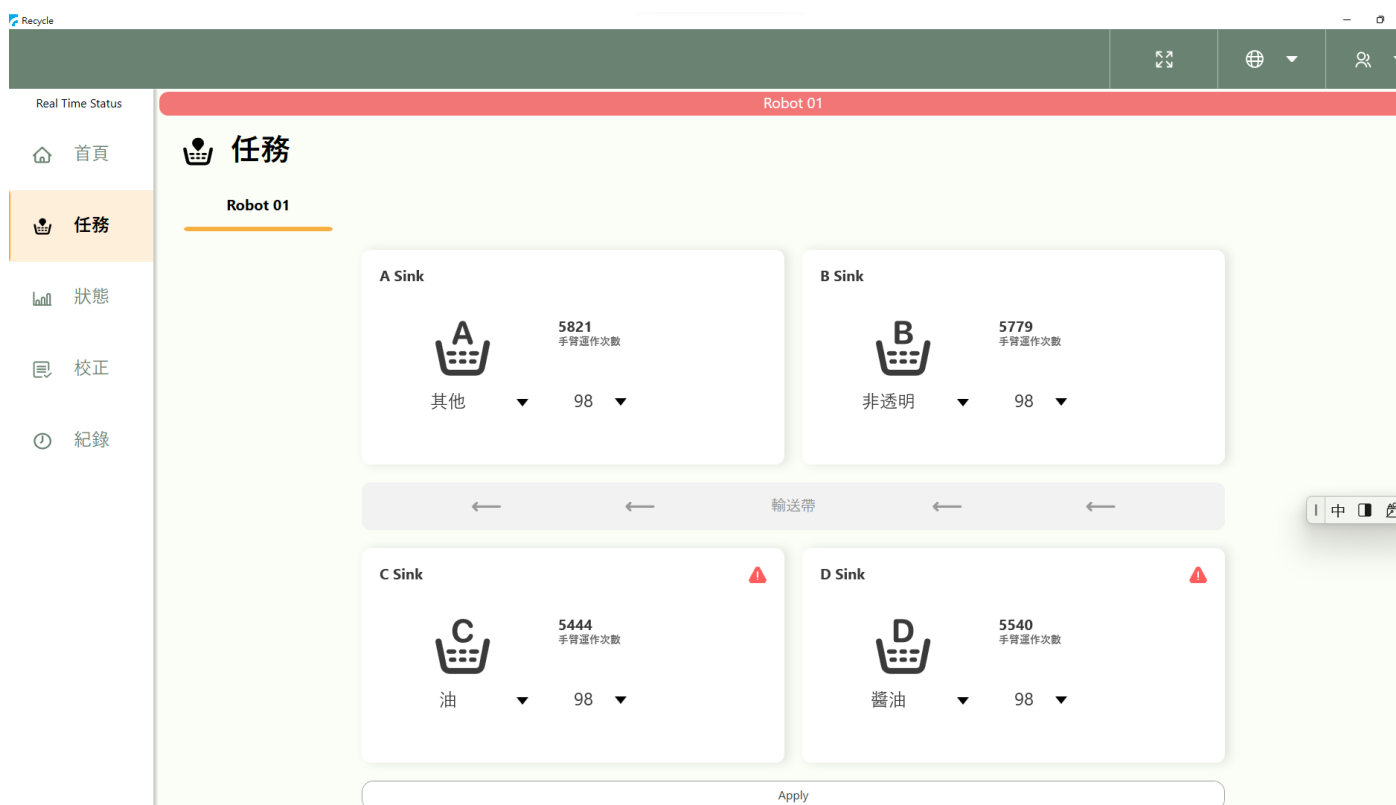 Recycle
Real Time Status
Robot 01
首頁
任務
任務
Robot 01
狀態
校正
紀錄
A Sink
A
5821
手臂運作次數
其他
98
B Sink
B
5779
手臂運作次數
非透明
98
輸送帶
中
C Sink
C
5444
手臂運作次數
油
98
D Sink
D
5540
手臂運作次數
醬油
98
Apply